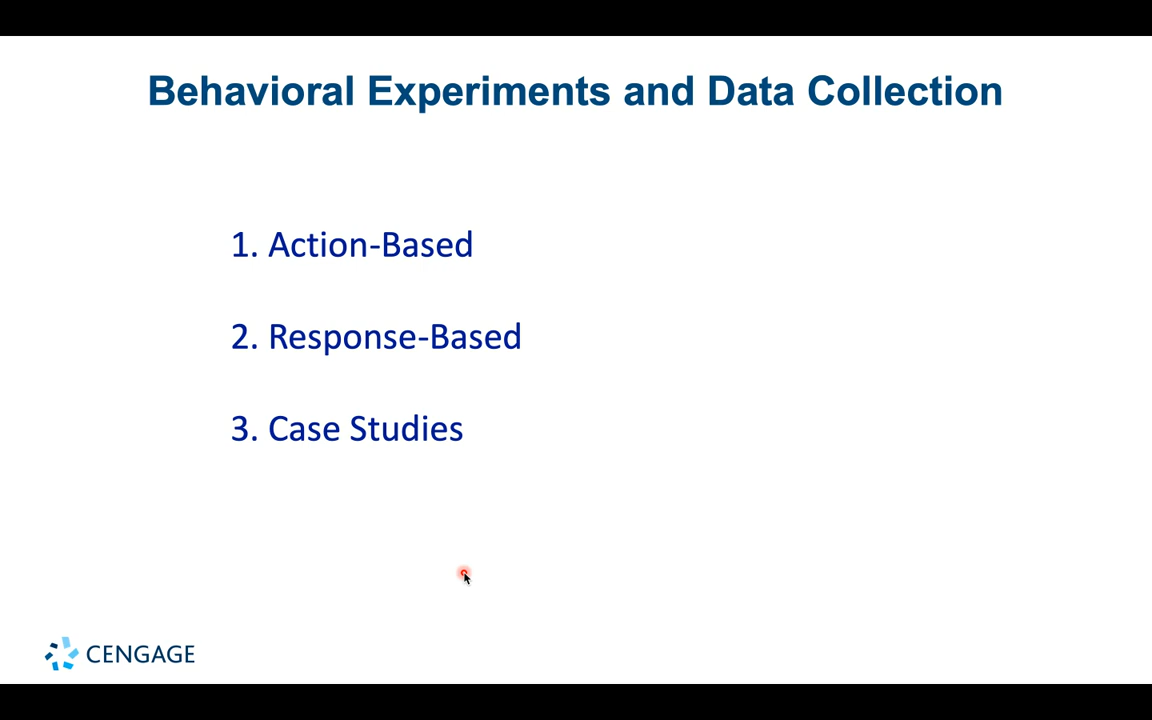 Behavioral Experiments and Data Collection
1. Action-Based
2. Response-Based
3. Case Studies
CENGAGE